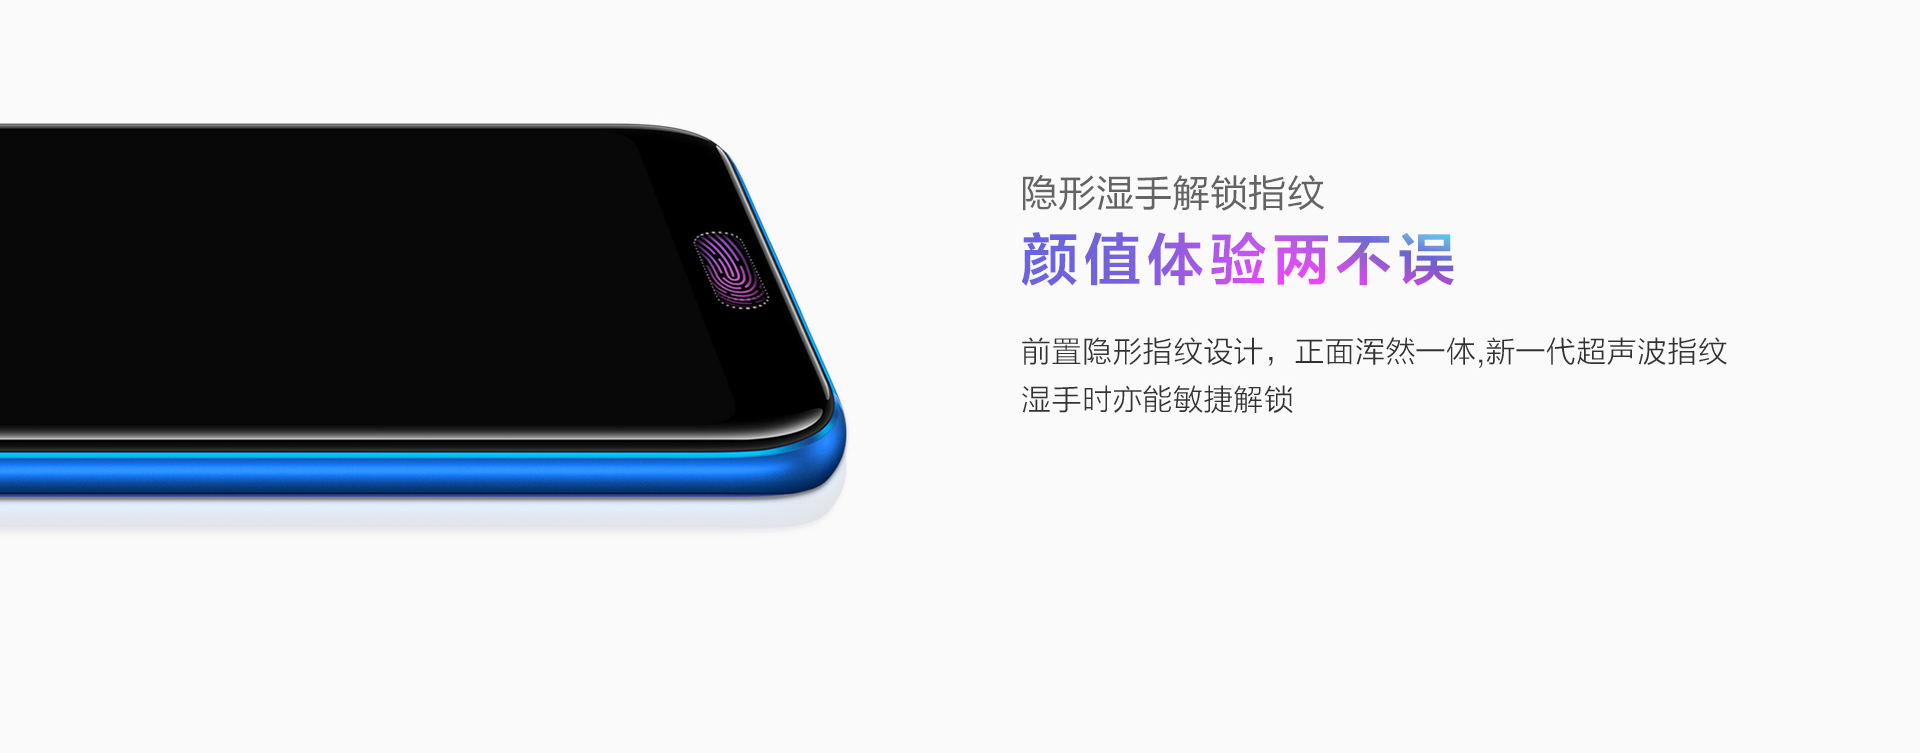 隐形湿手解锁指纹
颜值体验两不误
前置隐形指纹设计，正面浑然一体,新一代超声波指纹
湿手时亦能敏捷解锁